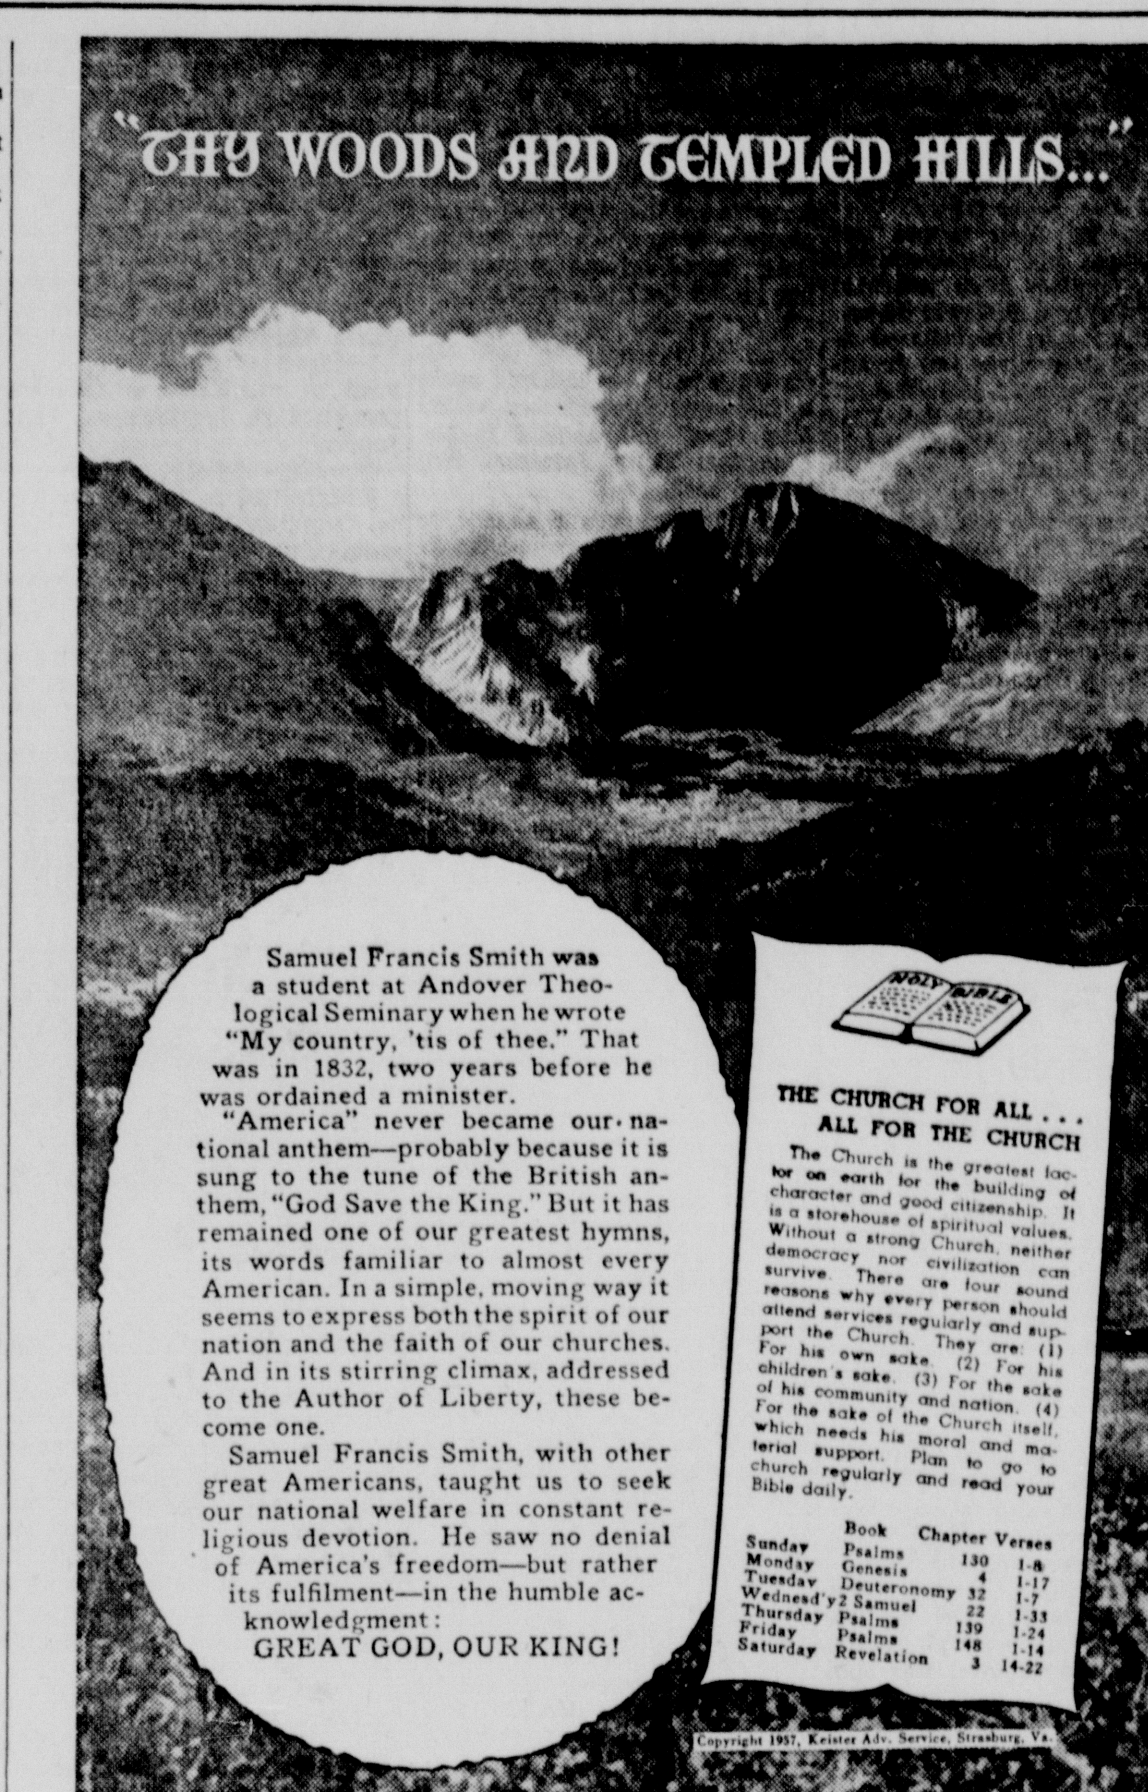 "THY WOODS AND TEMPLED HILLS..."
Samuel Francis Smith was
a student at Andover Theo-
logical Seminary when he wrote
"My country, 'tis of thee." That
was in 1832, two years before he
was ordained a minister.
"America" never became our na-
tional anthem—probably because it is
sung to the tune of the British an-
them, "God Save the King." But it has
remained one of our greatest hymns,
its words familiar to almost every
American. In a simple, moving way it
seems to express both the spirit of our
nation and the faith of our churches.
And in its stirring climax, addressed
to the Author of Liberty, these be-
come one.
Samuel Francis Smith, with other
great Americans, taught us to seek
our national welfare in constant re-
ligious devotion. He saw no denial
of America's freedom—but rather
its fulfilment—in the humble ac-
knowledgment:
GREAT GOD, OUR KING!
HOLY BIBLE
THE CHURCH FOR ALL . . .
ALL FOR THE CHURCH
The Church is the greatest fac-
tor on earth for the building of
character and good citizenship. It
is a storehouse of spiritual values.
Without a strong Church, neither
democracy nor civilization can
survive. There are four sound
reasons why every person should
attend services regularly and sup-
port the Church. They are: (1)
For his own sake. (2) For his
children's sake. (3) For the sake
of his community and nation. (4)
For the sake of the Church itself,
which needs his moral and ma-
terial support. Plan to go to
church regularly and read your
Bible daily.
Book Chapter Verses
Sunday Psalms 130 1-8
Monday Genesis 4 1-17
Tuesday Deuteronomy 32 1-7
Wednesd'y 2 Samuel 22 1-33
Thursday Psalms 139 1-24
Friday Psalms 148 1-14
Saturday Revelation 3 14-22
Copyright 1957, Keister Adv. Service, Strasburg, Va.